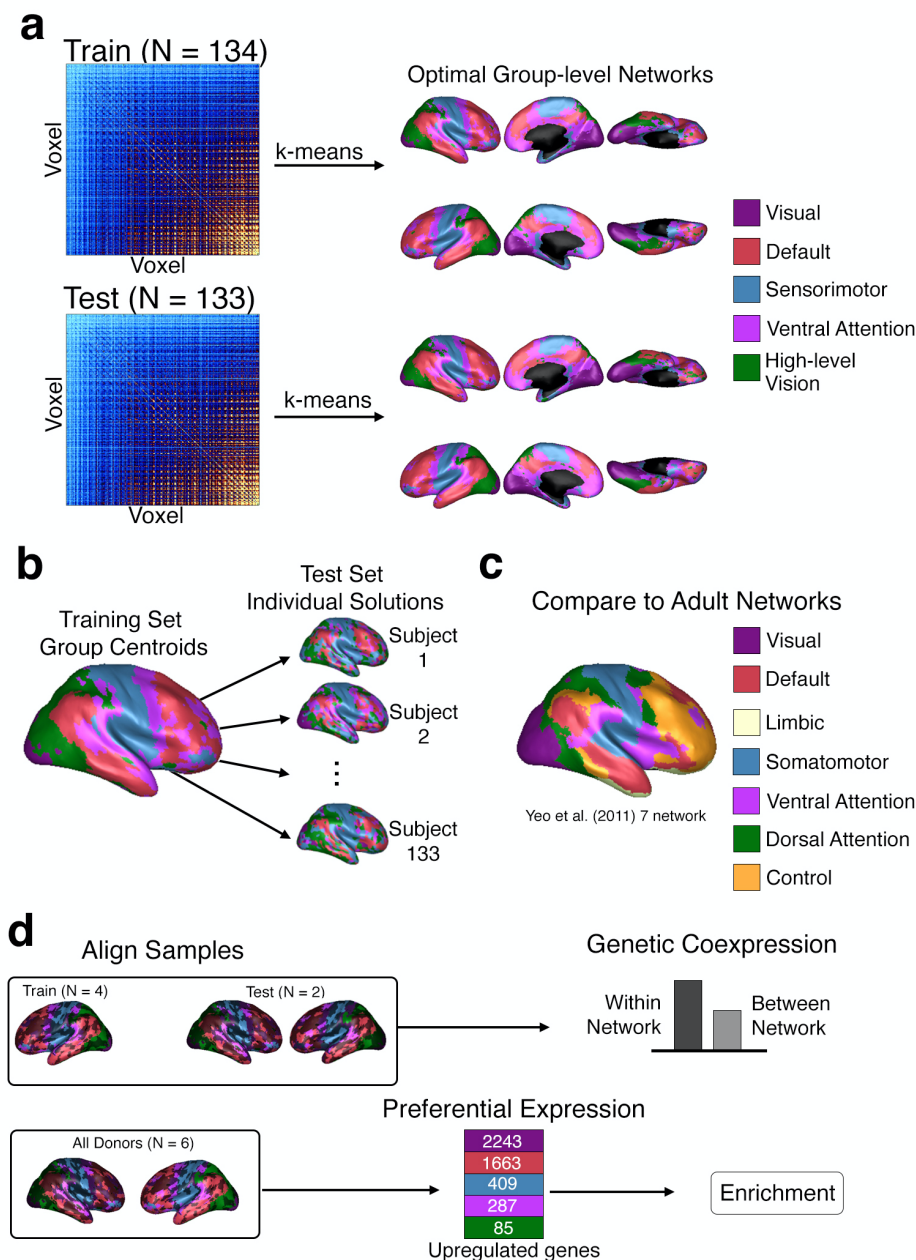 a
Train (N = 134)
Voxel
Voxel
k-means
Optimal Group-level Networks
Visual
Default
Sensorimotor
Ventral Attention
High-level
Vision
Test (N = 133)
Voxel
Voxel
k-means
b
Training Set
Group Centroids
Test Set
Individual Solutions
Subject
1
Subject
2
⋮
Subject
133
c
Compare to Adult Networks
Yeo et al. (2011) 7 network
Visual
Default
Limbic
Somatomotor
Ventral Attention
Dorsal Attention
Control
d
Align Samples
Train (N = 4)
Test (N = 2)
Genetic Coexpression
Within
Network
Between
Network
All Donors (N = 6)
Preferential Expression
2243
1663
409
287
85
Upregulated genes
Enrichment